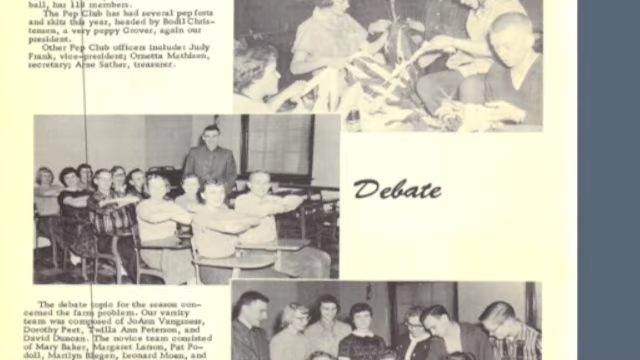 ball, has 118 members.
The Pep Club has had several pepfests
and skits this year, headed by Bodil Chris-
tensen, a very peppy Grover, again our
president.
Other Pep Club officers include: Judy
Frank, vice-president; Ornetta Mathison,
secretary; Arne Sather, treasurer.
Debate
The debate topic for the season con-
cerned the farm problem. Our varsity
team was composed of JoAnn Vangsness,
Dorothy Peet, Twilla Ann Peterson, and
David Duncan. The novice team consisted
of Mary Baker, Margaret Larson, Pat Po-
doll, Marilyn Blegen, Leonard Moen, and